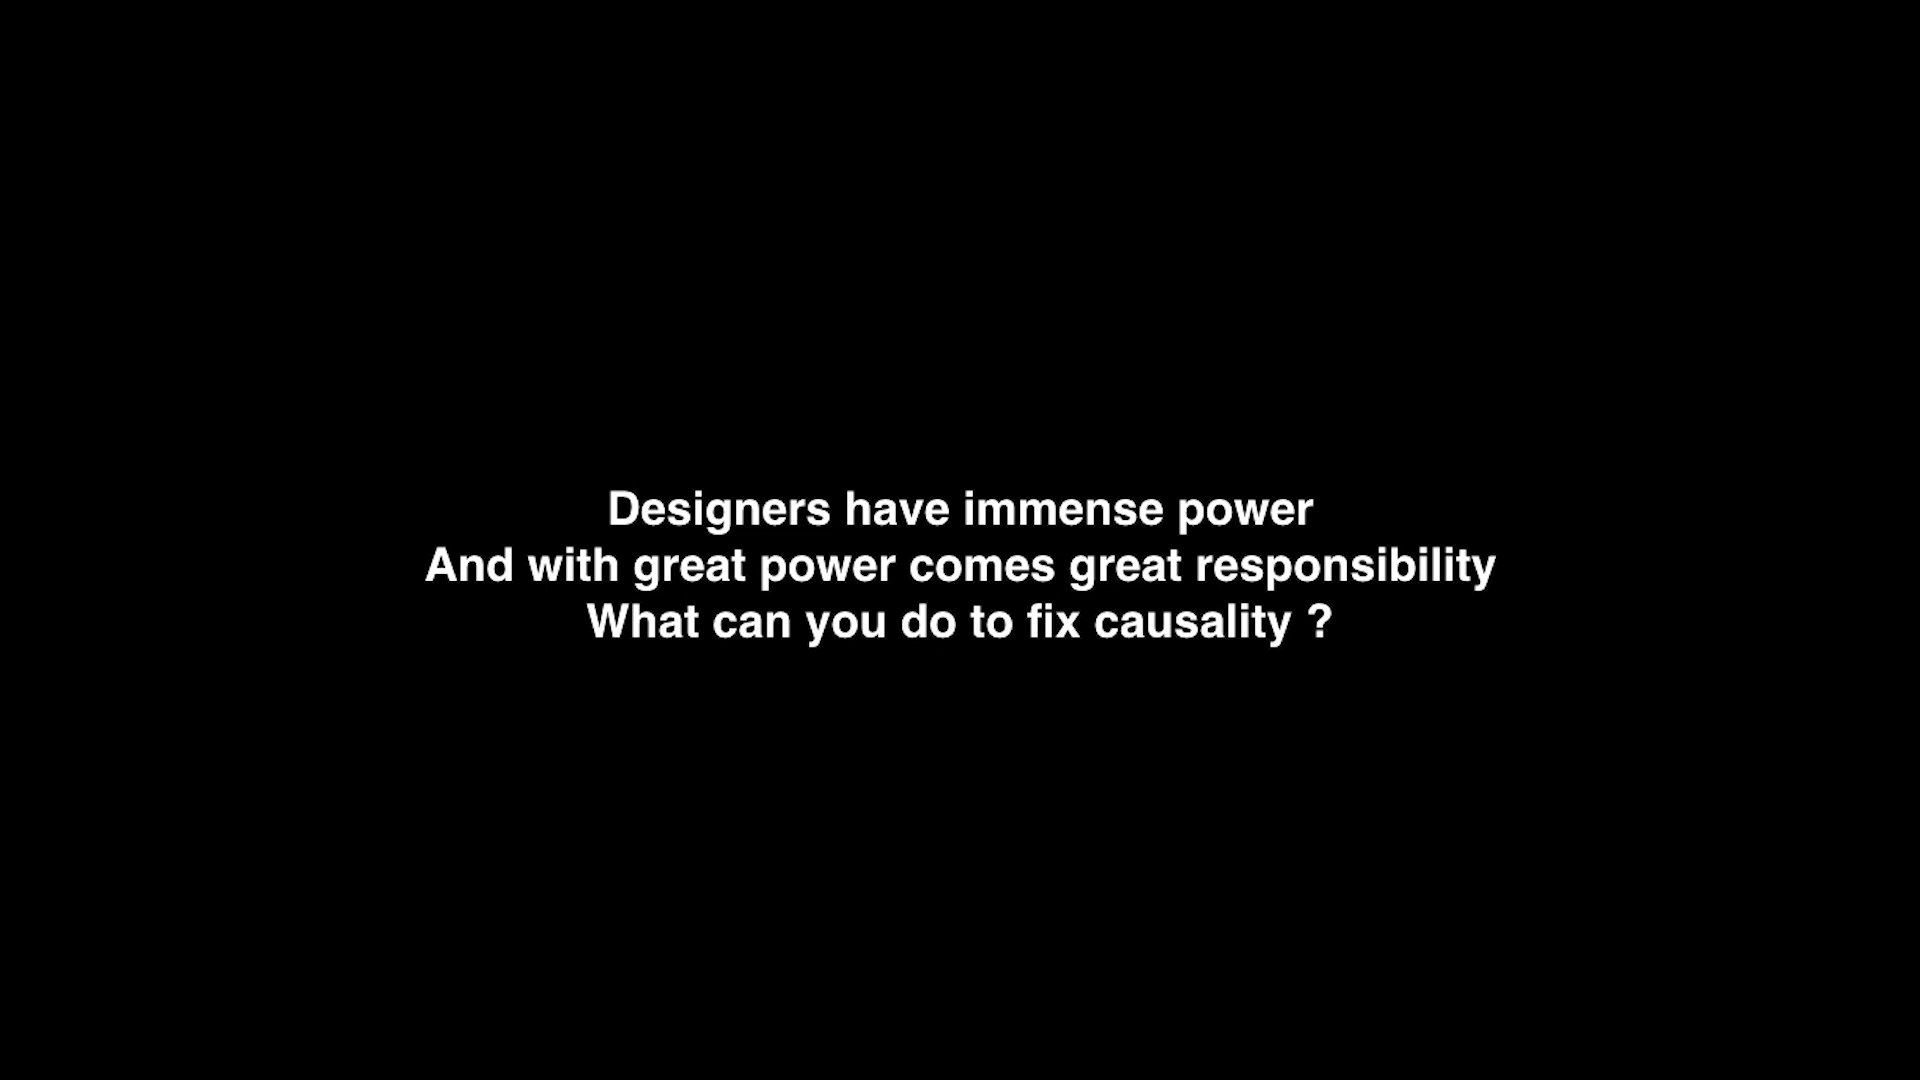 Designers have immense power
And with great power comes great responsibility
What can you do to fix causality ?